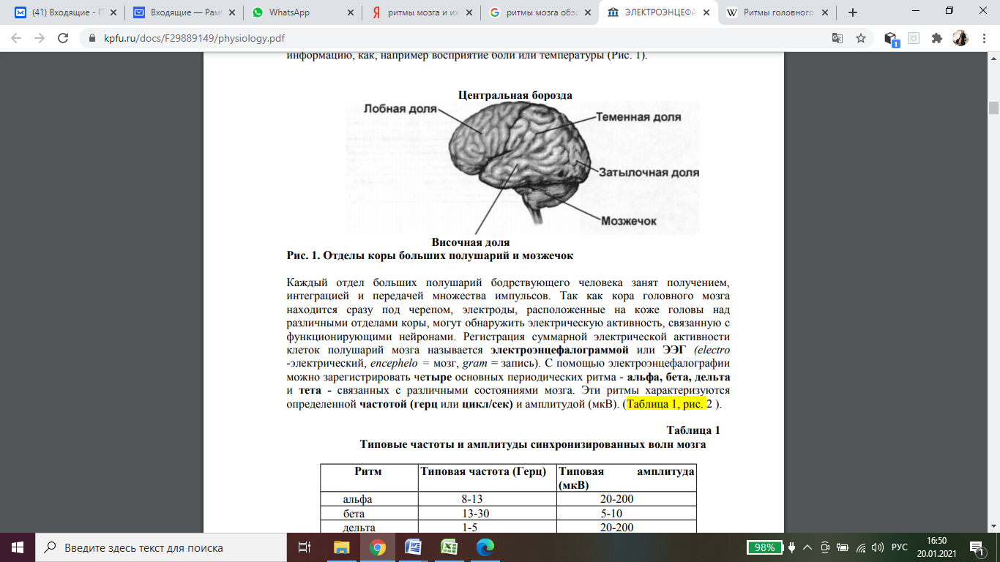 (41) Входящие - П
Входящие — Рам
WhatsApp
ритмы мозга и их
ритмы мозга обзо
ЭЛЕКТРОЭНЦЕФА
W Ритмы головного
kpfu.ru/docs/F29889149/physiology.pdf
информацию, как, например восприятие боли или температуры (Рис. 1).
Центральная борозда
Лобная доля
Теменная доля
Затылочная доля
Мозжечок
Височная доля
Рис. 1. Отделы коры больших полушарий и мозжечок
Каждый отдел больших полушарий бодрствующего человека занят получением,
интеграцией и передачей множества импульсов. Так как кора головного мозга
находится сразу под черепом, электроды, расположенные на коже головы над
различными отделами коры, могут обнаружить электрическую активность, связанную с
функционирующими нейронами. Регистрация суммарной электрической активности
клеток полушарий мозга называется электроэнцефалограммой или ЭЭГ (electro
-электрический, encephelo = мозг, gram = запись). С помощью электроэнцефалографии
можно зарегистрировать четыре основных периодических ритма - альфа, бета, дельта
и тета - связанных с различными состояниями мозга. Эти ритмы характеризуются
определенной частотой (герц или цикл/сек) и амплитудой (мкВ). (Таблица 1, рис. 2 ).
Таблица 1
Типовые частоты и амплитуды синхронизированных волн мозга
Ритм Типовая частота (Герц) Типовая амплитуда
(мкВ)
альфа 8-13 20-200
бета 13-30 5-10
дельта 1-5 20-200
Введите здесь текст для поиска
98%
РУС
16:50
20.01.2021
1